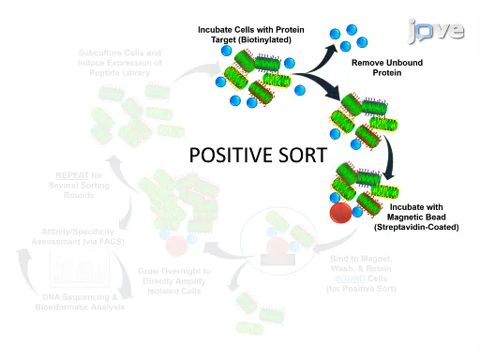 jove
Incubate Cells with Protein
Target (Biotinylated)
Subculture Cells and
Induce Expression of
Peptide Library
Remove Unbound
Protein
POSITIVE SORT
REPEAT for
Several Sorting
Rounds
Incubate with
Magnetic Bead
(Streptavidin-Coated)
Affinity/Specificity
Assessment (via FACS)
Bind to Magnet,
Wash, & Retain
BOUND Cells
(for Positive Sort)
Grow Overnight to
Directly Amplify
Isolated Cells
DNA Sequencing &
Bioinformatic Analysis